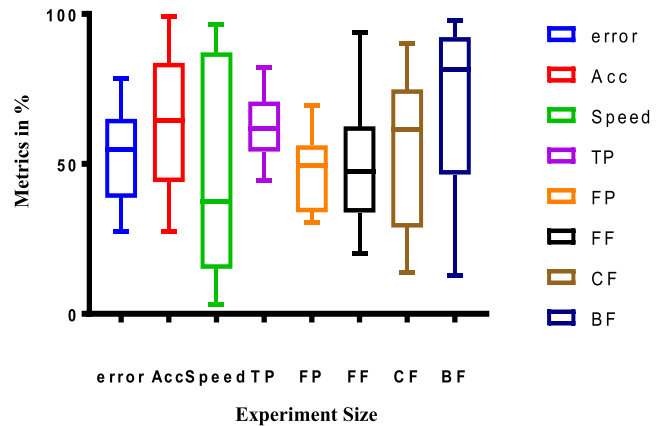 100
50
0
Metrics in %
error Acc Speed TP FP FF CF BF
Experiment Size
error
Acc
Speed
TP
FP
FF
CF
BF